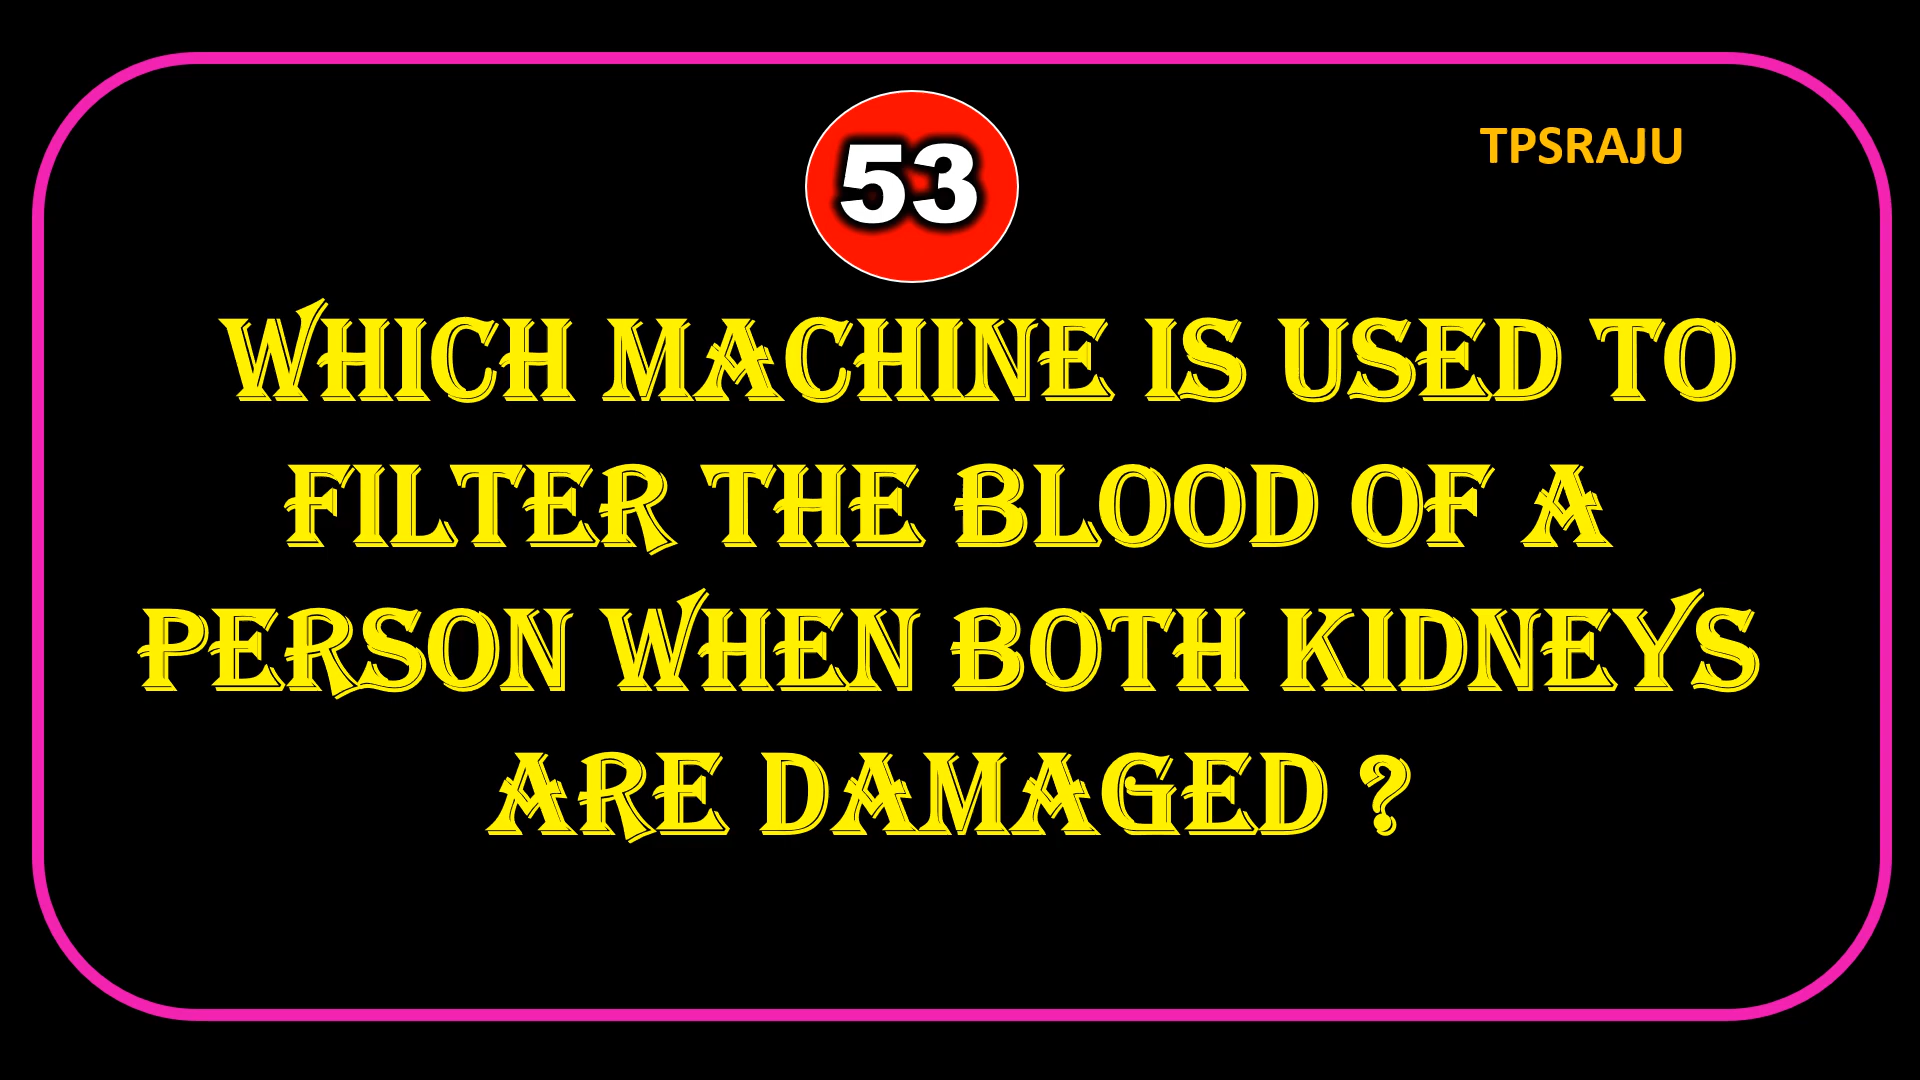 53
TPSRAJU
WHICH MACHINE IS USED TO
FILTER THE BLOOD OF A
PERSON WHEN BOTH KIDNEYS
ARE DAMAGED ?